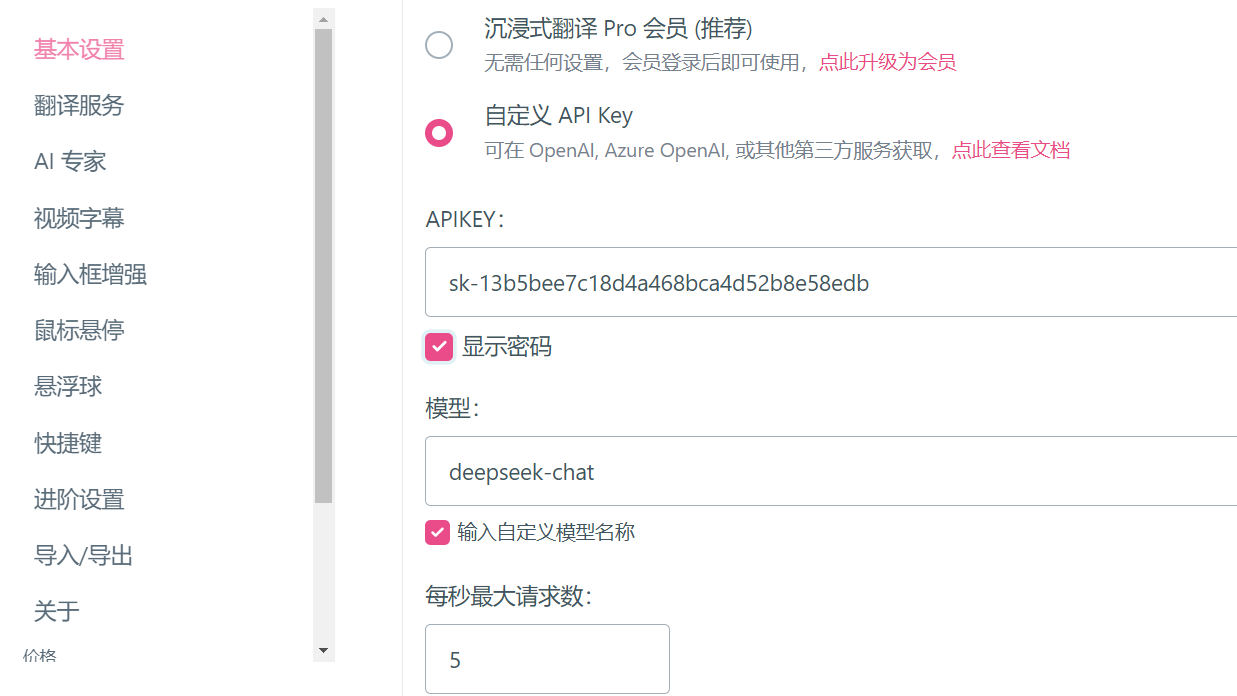 基本设置
翻译服务
AI 专家
视频字幕
输入框增强
鼠标悬停
悬浮球
快捷键
进阶设置
导入/导出
关于
价格
沉浸式翻译 Pro 会员 (推荐)
无需任何设置，会员登录后即可使用，点此升级为会员
自定义 API Key
可在 OpenAI, Azure OpenAI, 或其他第三方服务获取，点此查看文档
APIKEY：
sk-13b5bee7c18d4a468bca4d52b8e58edb
显示密码
模型：
deepseek-chat
输入自定义模型名称
每秒最大请求数：
5